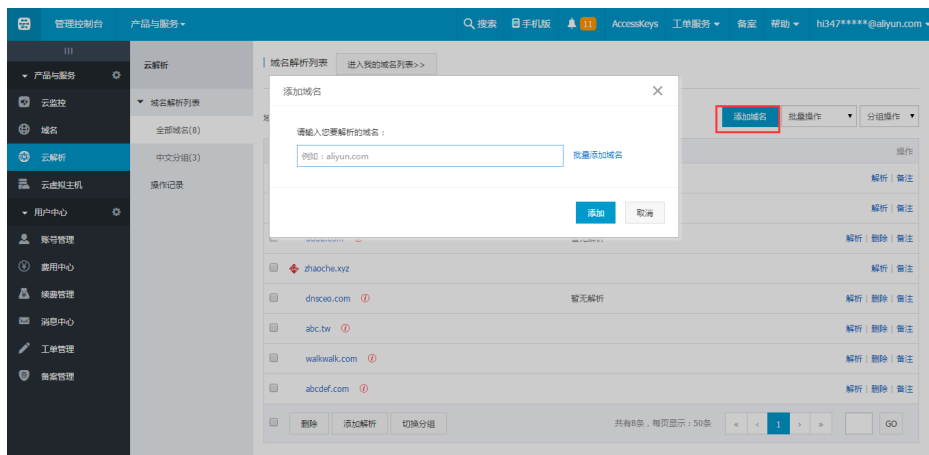 管理控制台 产品与服务 搜索 手机版 11 AccessKeys 工单服务 备案 帮助 hi347*****@aliyun.com
产品与服务
云监控
域名
云解析
云虚拟主机
用户中心
账号管理
费用中心
续费管理
消息中心
工单管理
备案管理
云解析
域名解析列表
全部域名(8)
中文分组(3)
操作记录
域名解析列表 进入我的域名列表>>
添加域名 批量操作 分组操作
添加域名
请输入您要解析的域名：
例如：aliyun.com 批量添加域名
添加 取消
操作
解析 | 备注
解析 | 备注
解析 | 删除 | 备注
zhaoche.xyz 解析 | 备注
dnsceo.com 暂无解析 解析 | 删除 | 备注
abc.tw 解析 | 删除 | 备注
walkwalk.com 解析 | 删除 | 备注
abcdef.com 解析 | 删除 | 备注
删除 添加解析 切换分组 共有8条，每页显示：50条 « ‹ 1 › » GO